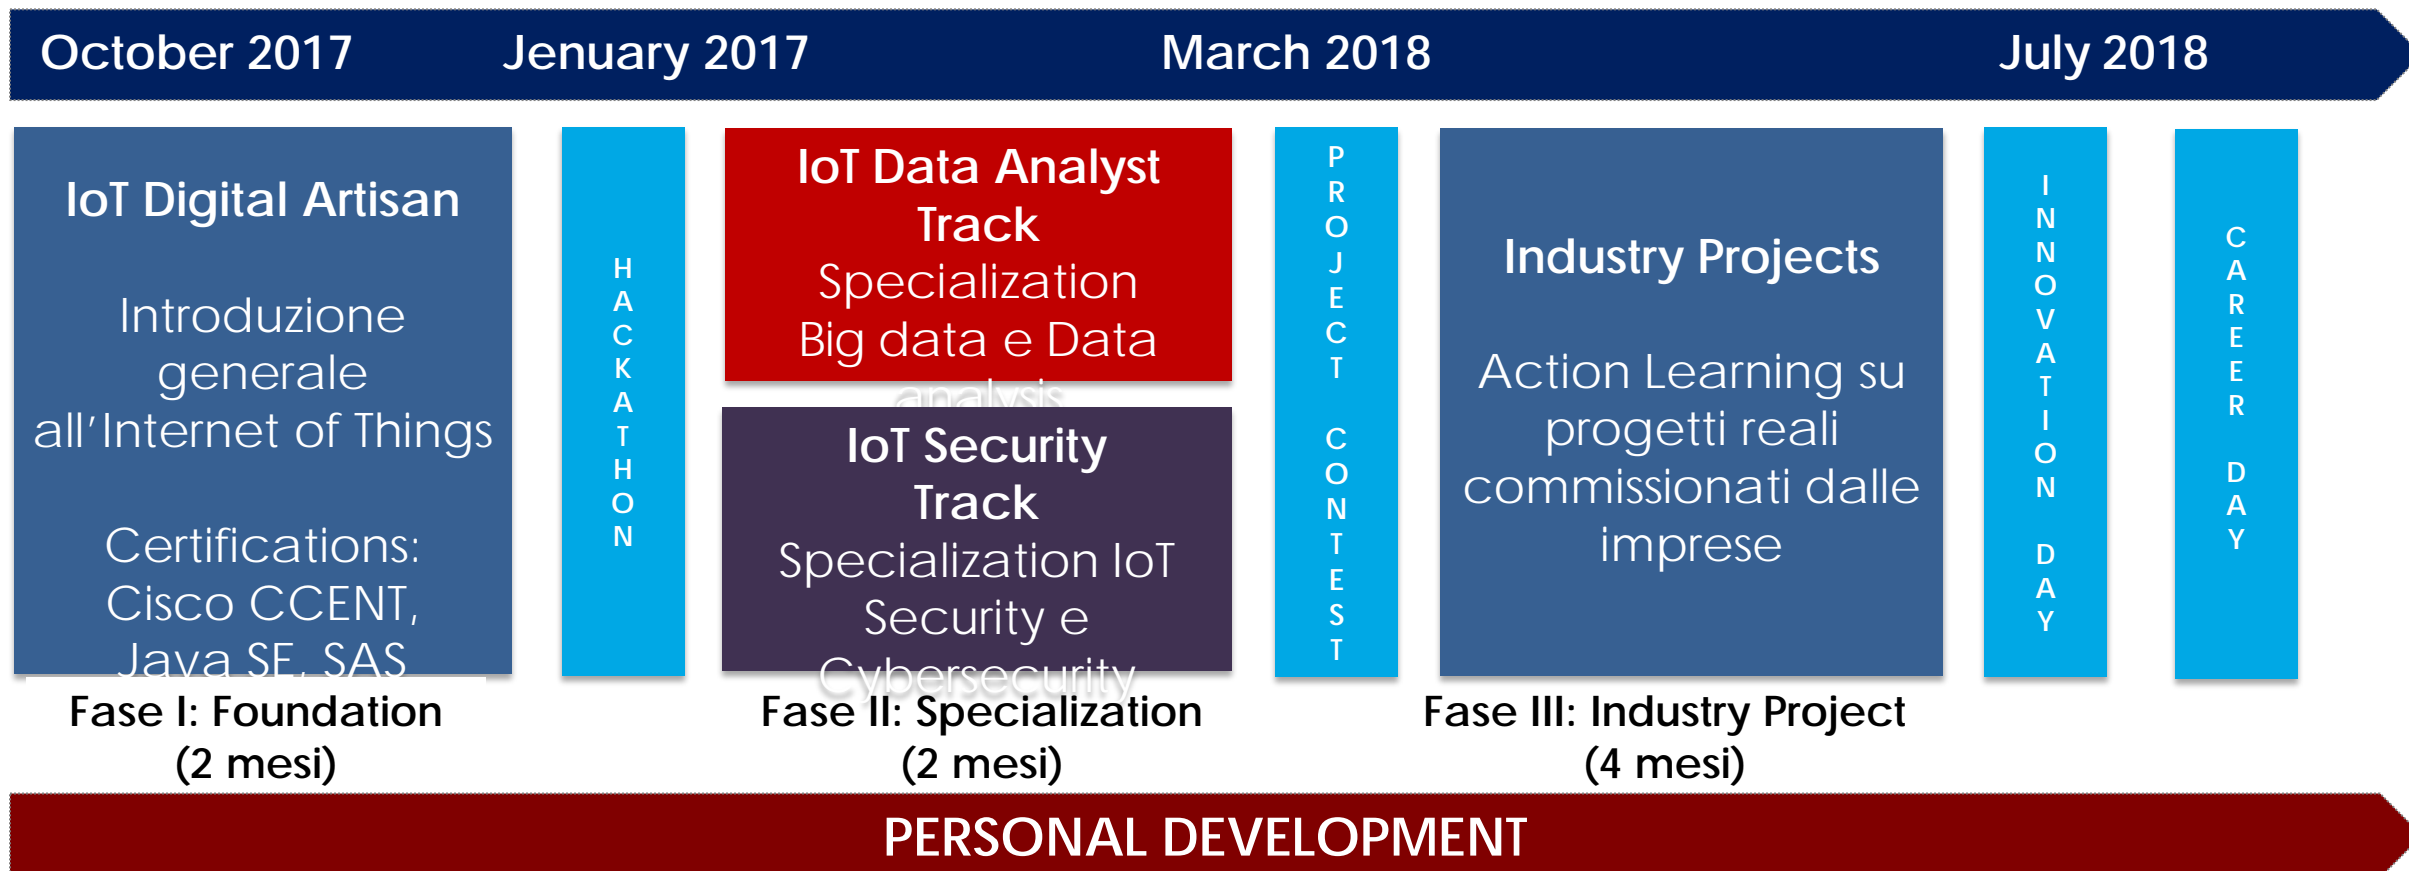 October 2017 Jenuary 2017 March 2018 July 2018
IoT Digital Artisan
Introduzione
generale
all'Internet of Things
Certifications:
Cisco CCENT,
Java SE, SAS
HACKATHON
IoT Data Analyst
Track
Specialization
Big data e Data
analysis
IoT Security
Track
Specialization IoT
Security e
Cybersecurity
PROJECT CONTEST
Industry Projects
Action Learning su
progetti reali
commissionati dalle
imprese
INNOVATION DAY
CAREER DAY
Fase I: Foundation
(2 mesi)
Fase II: Specialization
(2 mesi)
Fase III: Industry Project
(4 mesi)
PERSONAL DEVELOPMENT